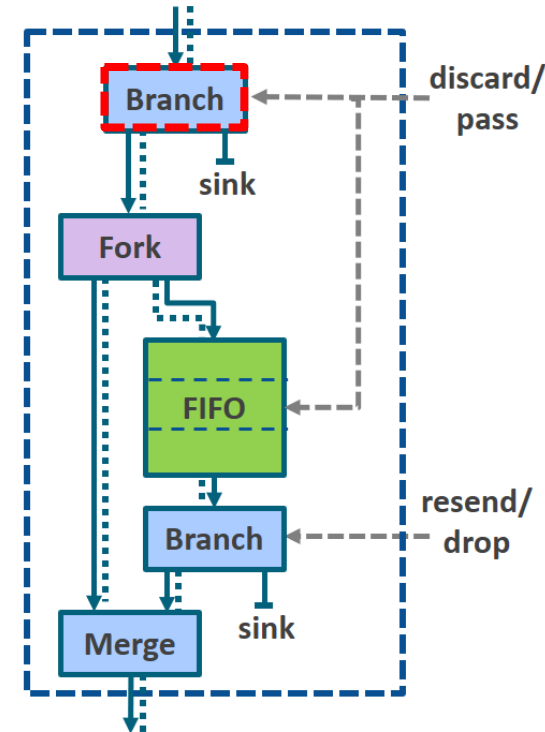 Branch
discard/
pass
sink
Fork
FIFO
resend/
Branch
drop
sink
Merge